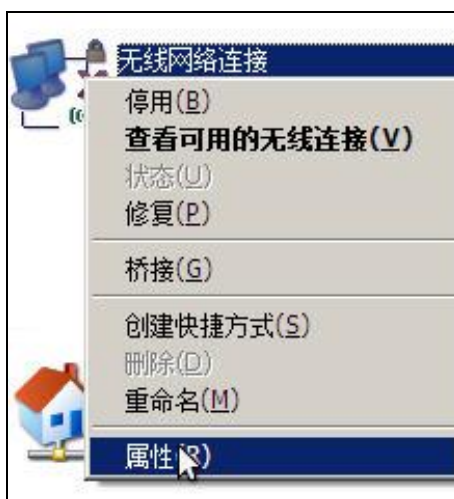 无线网络连接
停用(B)
查看可用的无线连接(V)
状态(U)
修复(P)
桥接(G)
创建快捷方式(S)
删除(D)
重命名(M)
属性(R)